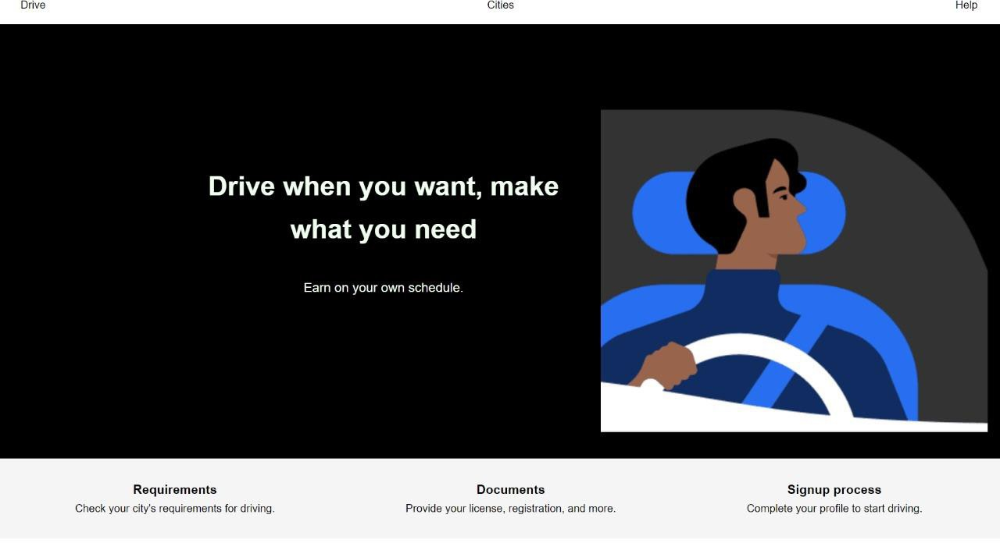 Drive
Cities
Help
Drive when you want, make
what you need
Earn on your own schedule.
Requirements
Check your city's requirements for driving.
Documents
Provide your license, registration, and more.
Signup process
Complete your profile to start driving.